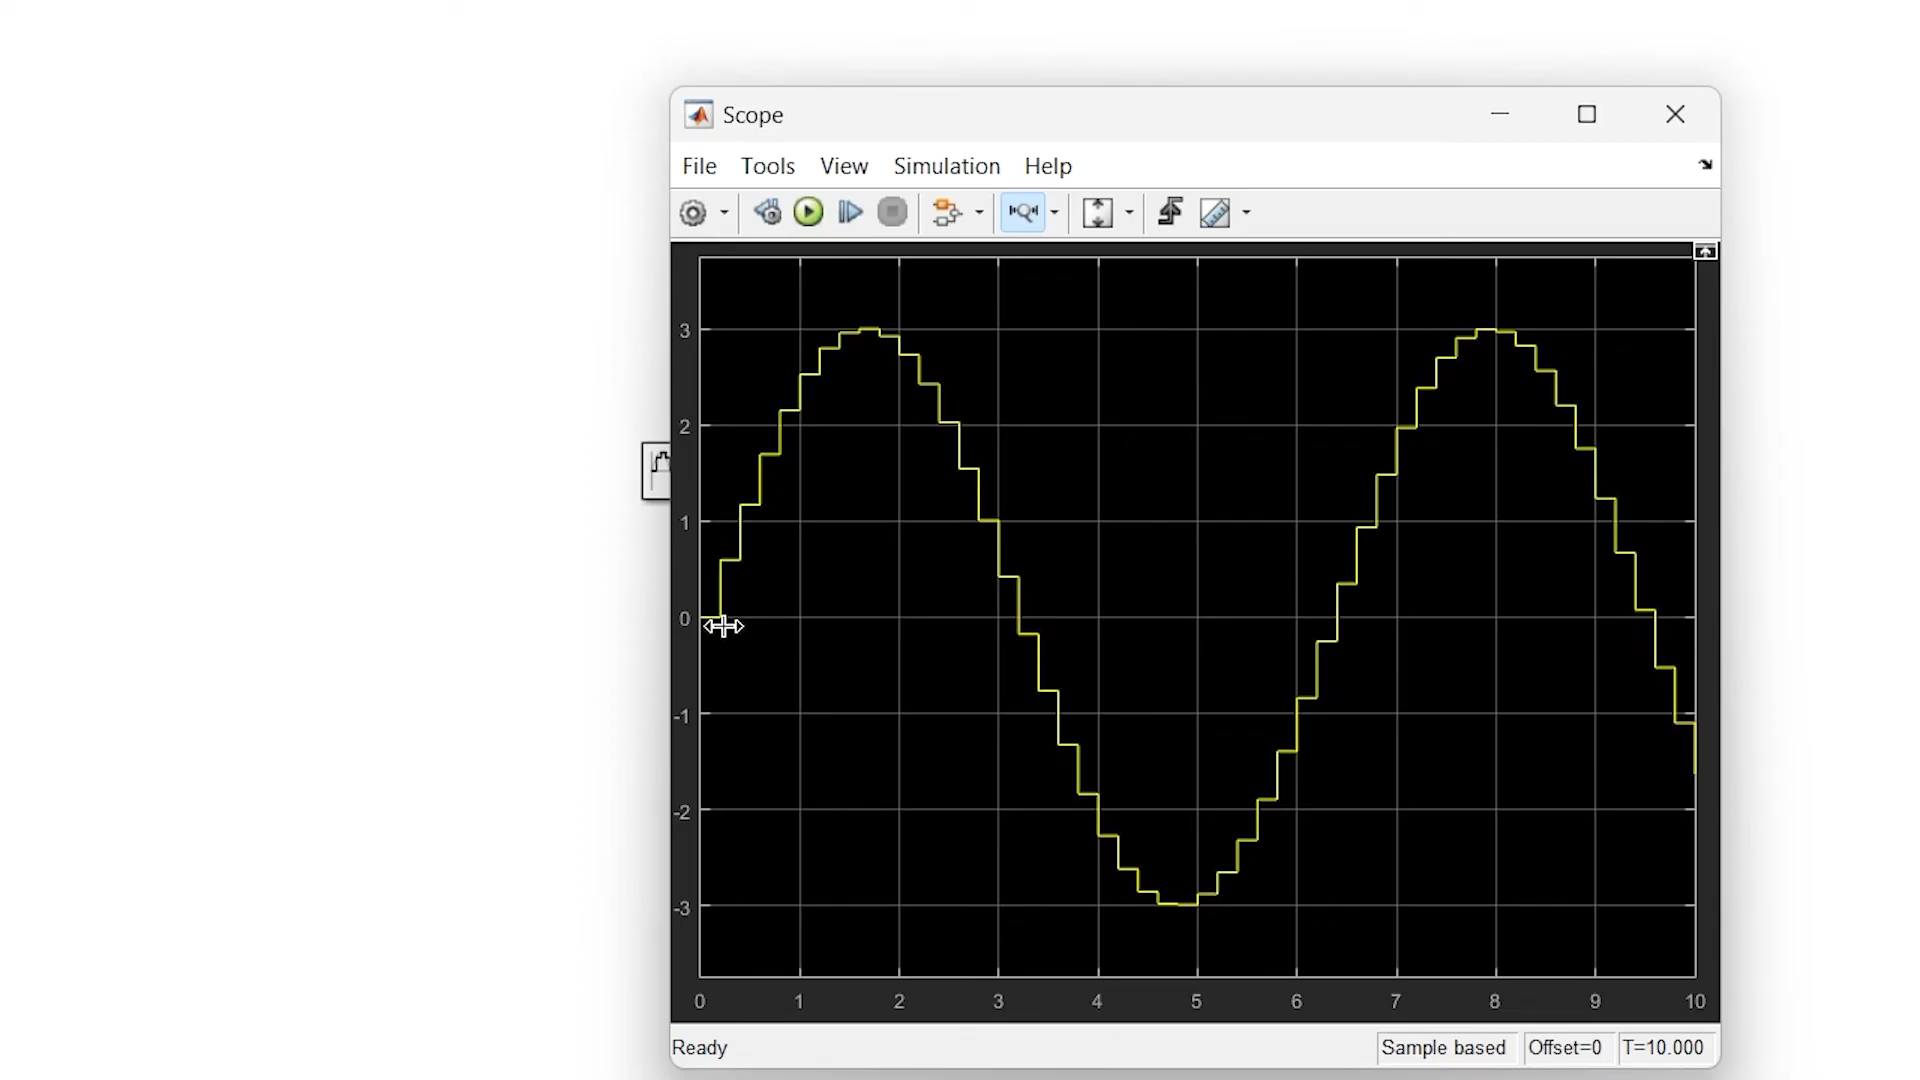 Scope
File Tools View Simulation Help
3
2
1
0
-1
-2
-3
0 1 2 3 4 5 6 7 8 9 10
Ready Sample based Offset=0 T=10.000